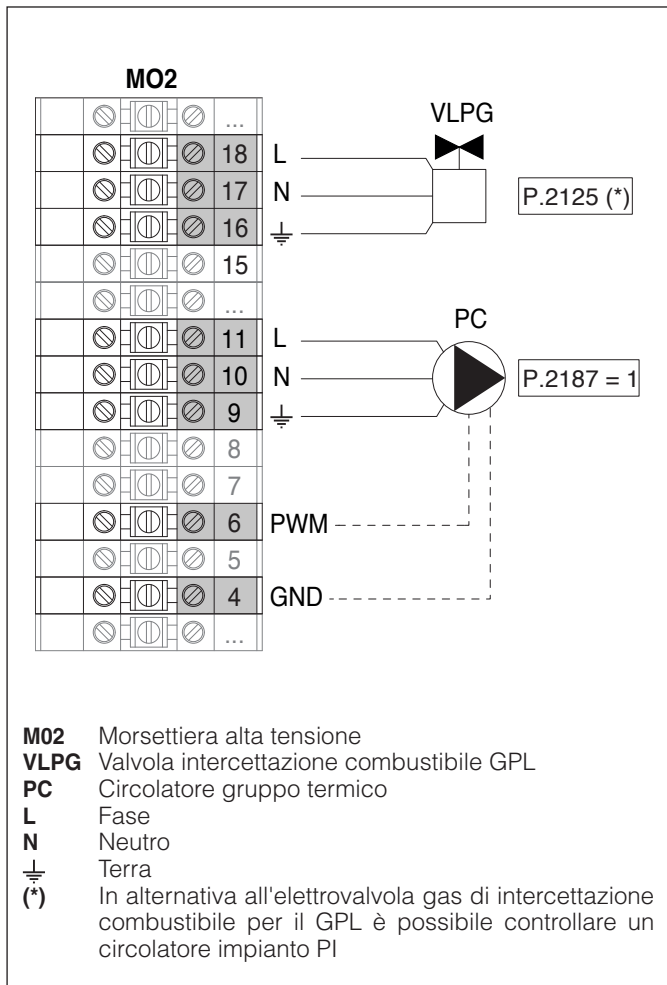 MO2
VLPG
...
18 L
17 N
16
P.2125 (*)
15
...
PC
11 L
10 N
9
P.2187 = 1
8
7
6 PWM
5
4 GND
...
M02 Morsettiera alta tensione
VLPG Valvola intercettazione combustibile GPL
PC Circolatore gruppo termico
L Fase
N Neutro
⏚ Terra
(*) In alternativa all'elettrovalvola gas di intercettazione
combustibile per il GPL è possibile controllare un
circolatore impianto PI